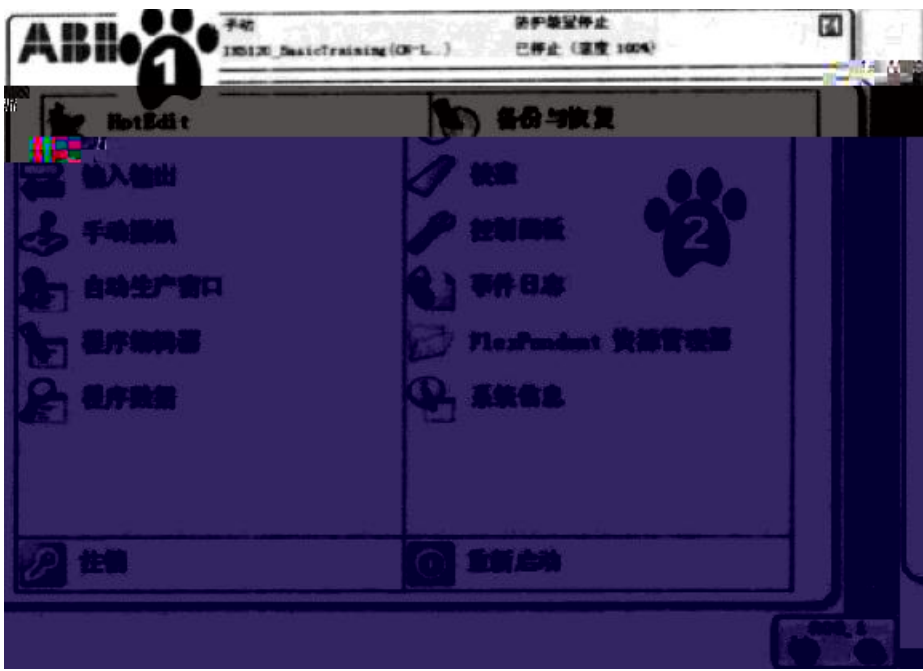 ABB
1
手动
防护装置停止
已停止 (速度 100%)
HotEdit
备份与恢复
输入输出
校准
手动操纵
控制面板
2
自动生产窗口
事件日志
程序编辑器
FlexPendant 资源管理器
程序数据
系统信息
注销
重新启动